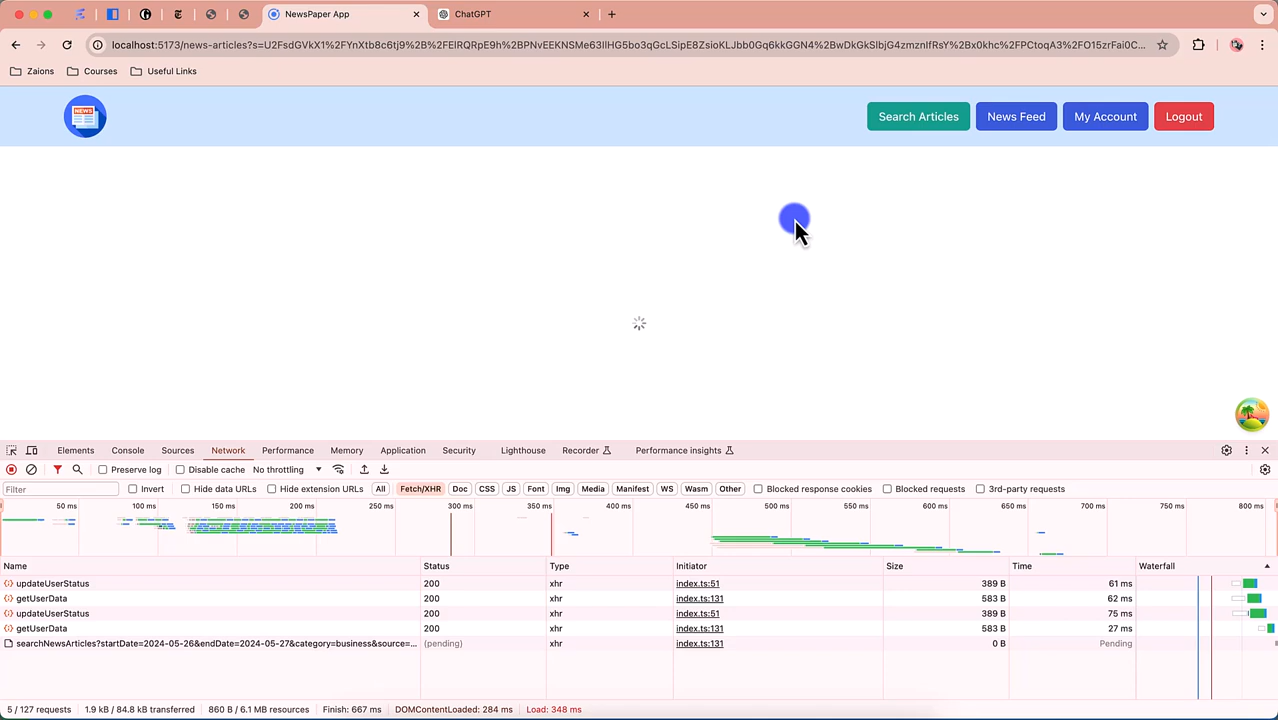 NewsPaper App
ChatGPT
localhost:5173/news-articles?s=U2FsdGVkX1%2FYnXtb8c6tj9%2B%2FElRQRpE9h%2BPNvEEKNSMe63IlHG5bo3qGcLSipE8ZsioKLJbb0Gq6kkGGN4%2BwDkGkSlbjG4zmznIfRsY%2Bx0khc%2FPCtoqA3%2FO15zrFai0C...
Zaions Courses Useful Links
NEWS
Search Articles News Feed My Account Logout
Elements Console Sources Network Performance Memory Application Security Lighthouse Recorder Performance insights
Preserve log Disable cache No throttling
Filter Invert Hide data URLs Hide extension URLs All Fetch/XHR Doc CSS JS Font Img Media Manifest WS Wasm Other Blocked response cookies Blocked requests 3rd-party requests
50 ms 100 ms 150 ms 200 ms 250 ms 300 ms 350 ms 400 ms 450 ms 500 ms 550 ms 600 ms 650 ms 700 ms 750 ms 800 ms
Name Status Type Initiator Size Time Waterfall
updateUserStatus 200 xhr index.ts:51 389 B 61 ms
getUserData 200 xhr index.ts:131 583 B 62 ms
updateUserStatus 200 xhr index.ts:51 389 B 75 ms
getUserData 200 xhr index.ts:131 583 B 27 ms
searchNewsArticles?startDate=2024-05-26&endDate=2024-05-27&category=business&source=... (pending) xhr index.ts:131 0 B Pending
5 / 127 requests 1.9 kB / 84.8 kB transferred 860 B / 6.1 MB resources Finish: 667 ms DOMContentLoaded: 284 ms Load: 348 ms